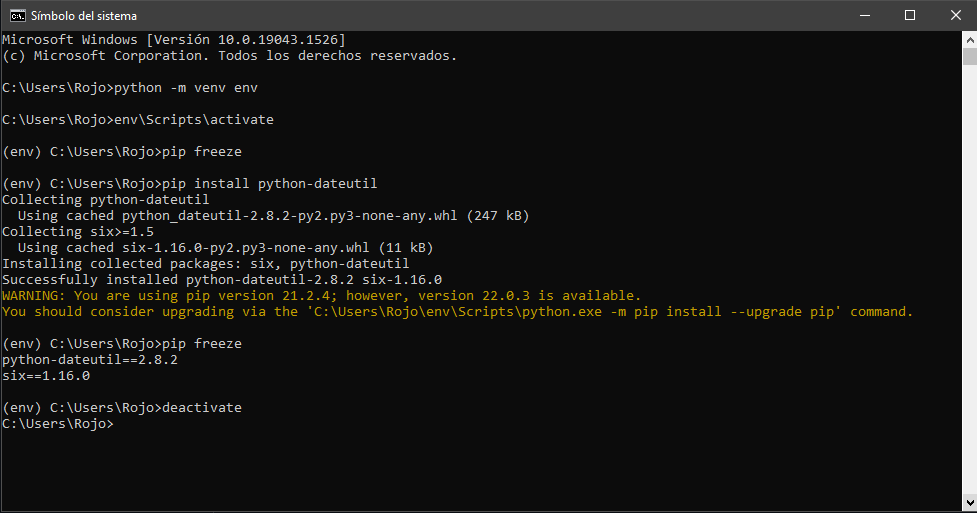 Símbolo del sistema
Microsoft Windows [Versión 10.0.19043.1526]
(c) Microsoft Corporation. Todos los derechos reservados.
C:\Users\Rojo>python -m venv env
C:\Users\Rojo>env\Scripts\activate
(env) C:\Users\Rojo>pip freeze
(env) C:\Users\Rojo>pip install python-dateutil
Collecting python-dateutil
  Using cached python_dateutil-2.8.2-py2.py3-none-any.whl (247 kB)
Collecting six>=1.5
  Using cached six-1.16.0-py2.py3-none-any.whl (11 kB)
Installing collected packages: six, python-dateutil
Successfully installed python-dateutil-2.8.2 six-1.16.0
WARNING: You are using pip version 21.2.4; however, version 22.0.3 is available.
You should consider upgrading via the 'C:\Users\Rojo\env\Scripts\python.exe -m pip install --upgrade pip' command.
(env) C:\Users\Rojo>pip freeze
python-dateutil==2.8.2
six==1.16.0
(env) C:\Users\Rojo>deactivate
C:\Users\Rojo>